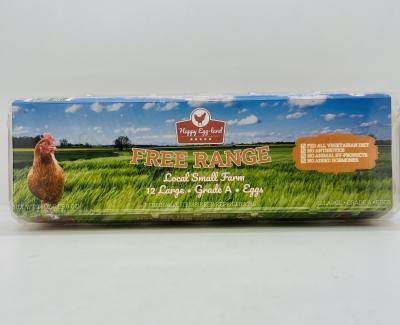 Happy Egg-land
FREE RANGE
Local Small Farm
12 Large • Grade A • Eggs
FED ALL VEGETARIAN DIET
NO ANTIBIOTICS
NO ANIMAL BY-PRODUCTS
NO ADDED HORMONES